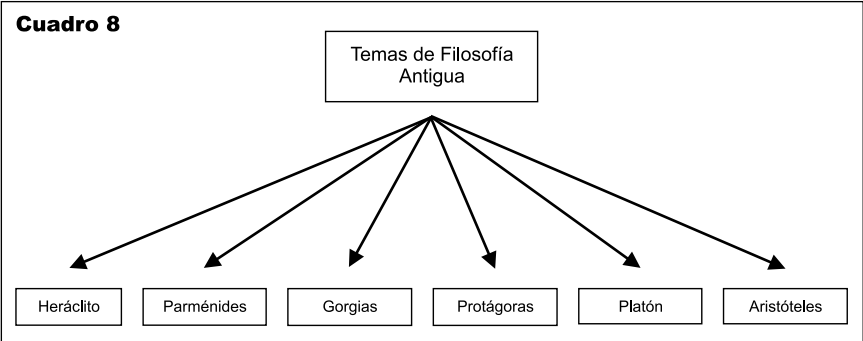 Cuadro 8
Temas de Filosofía
Antigua
Heráclito
Parménides
Gorgias
Protágoras
Platón
Aristóteles